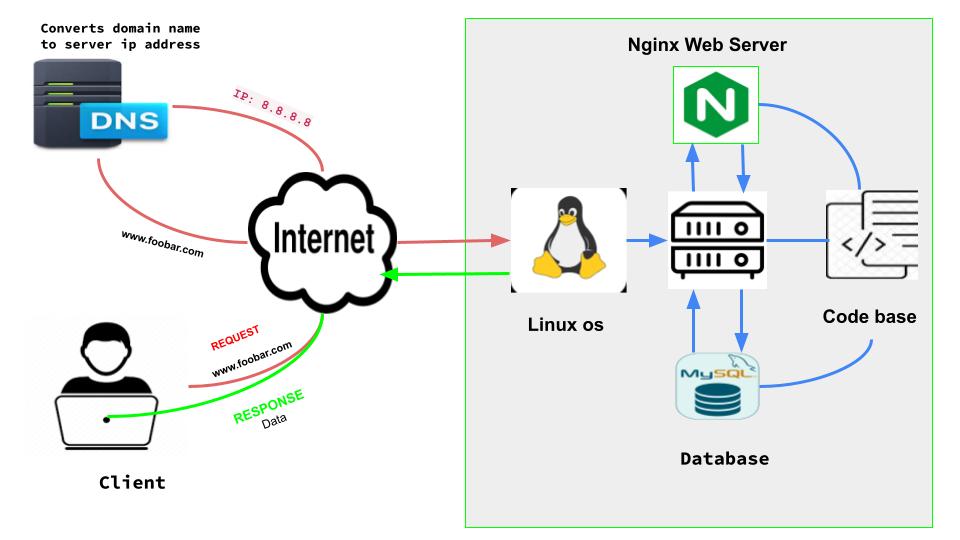 Converts domain name
to server ip address
DNS
IP: 8.8.8.8
www.foobar.com
Internet
REQUEST
www.foobar.com
RESPONSE
Data
Client
Nginx Web Server
N
Linux os
</>
Code base
MySQL
Database